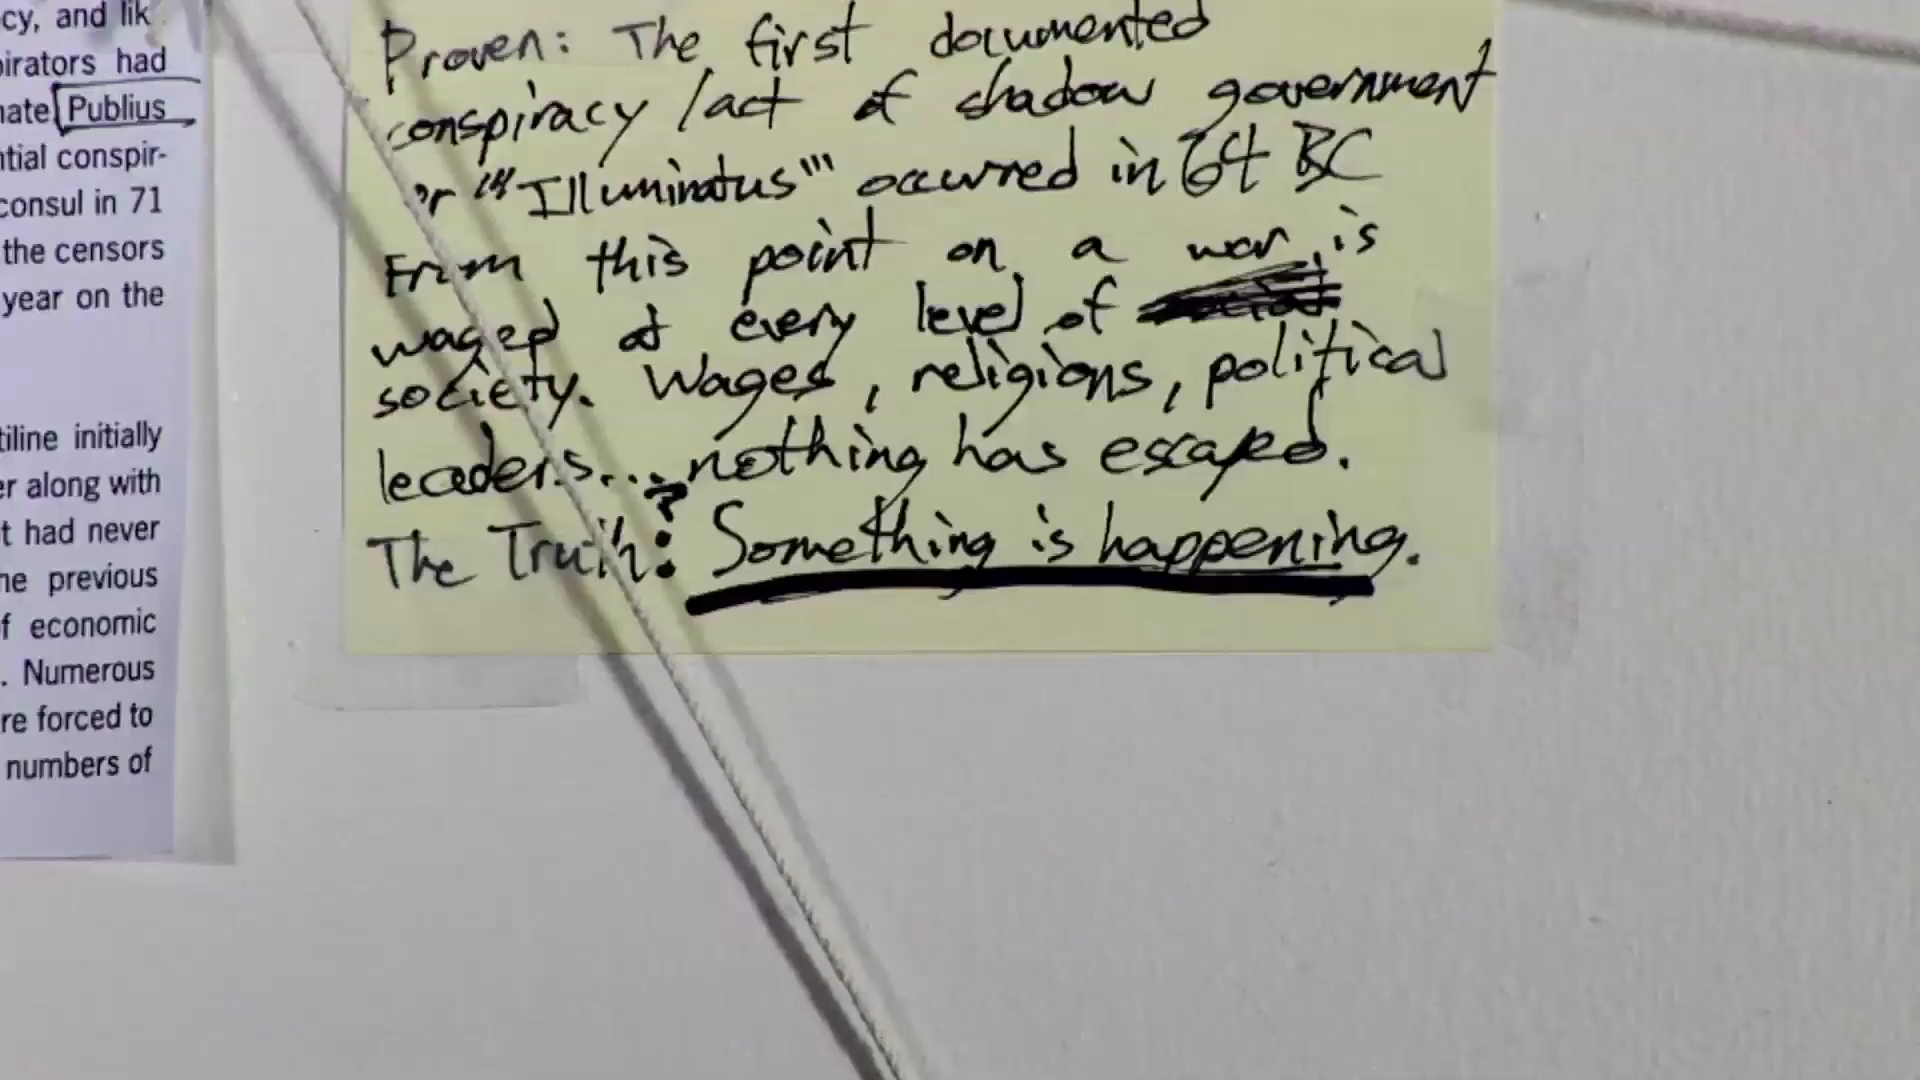 cy, and lik
pirators had
nate Publius
ntial conspir-
consul in 71
the censors
year on the
tiline initially
er along with
t had never
he previous
f economic
. Numerous
re forced to
numbers of
Proven: The first documented
conspiracy / act of shadow government
or "'"Illuminatus"'" occurred in 64 BC
From this point on, a war is
waged at every level of
society. Wages, religions, political
leaders... nothing has escaped.
The Truth?: Something is happening.